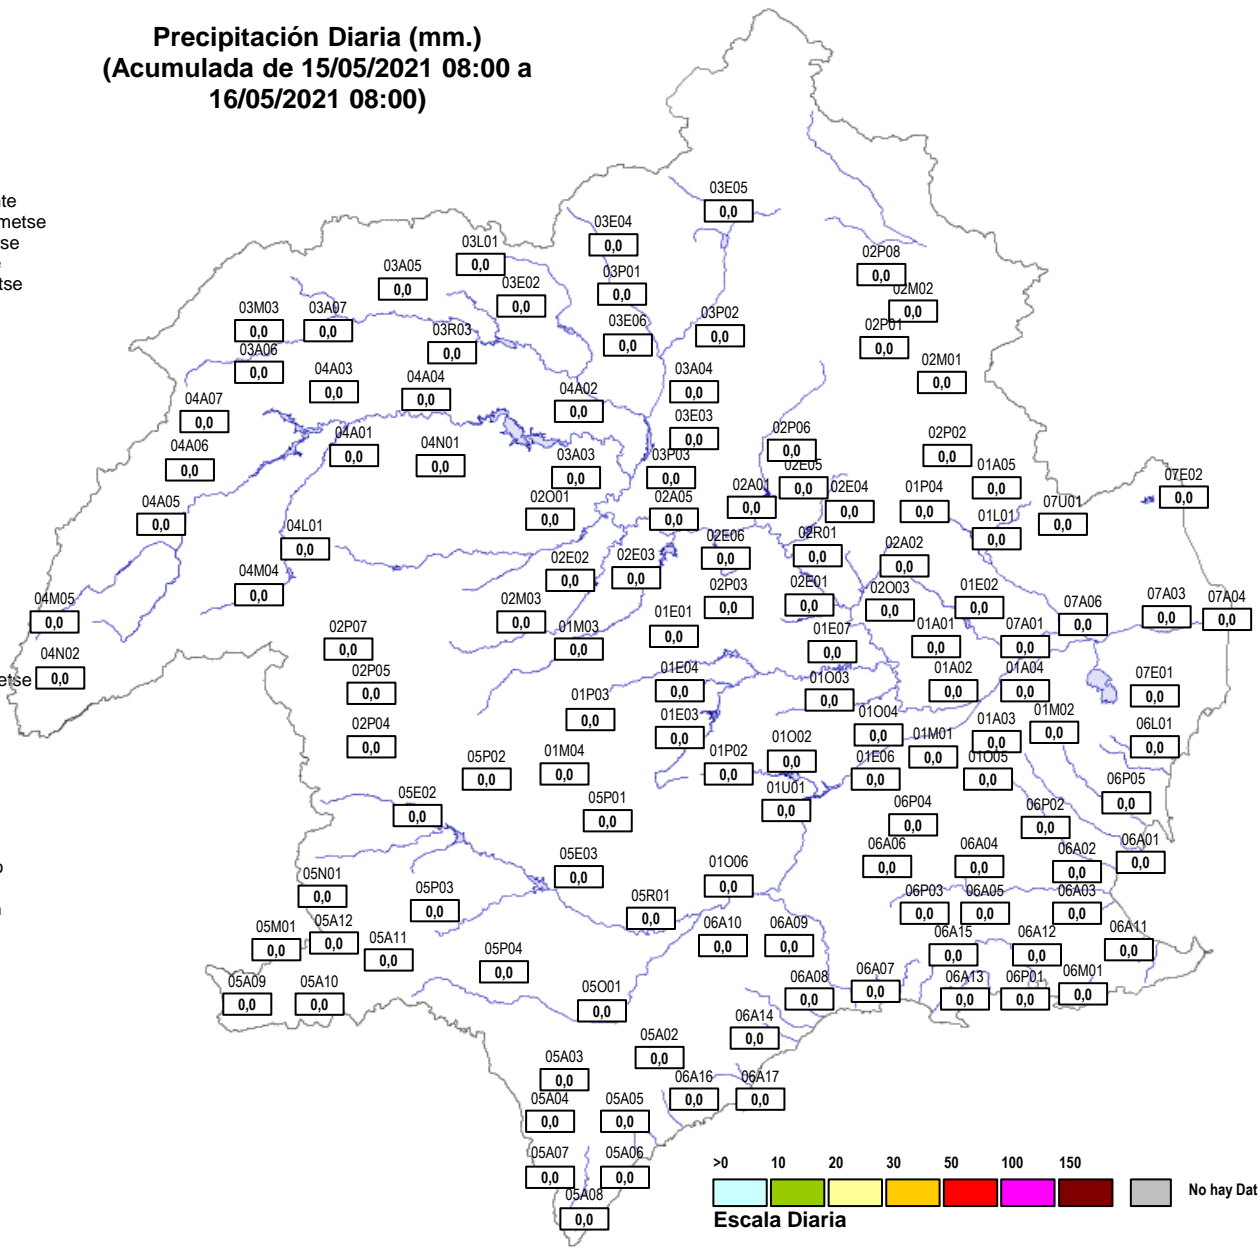 Precipitación Diaria (mm.)
(Acumulada de 15/05/2021 08:00 a
16/05/2021 08:00)
03E05
0,0
03E04
0,0
03L01
0,0
02P08
0,0
03A05
0,0
03P01
0,0
03E02
0,0
02M02
0,0
03M03
0,0
03A07
0,0
03P02
0,0
03E06
0,0
03R03
0,0
02P01
0,0
03A06
0,0
02M01
0,0
04A03
0,0
04A04
0,0
03A04
0,0
04A02
0,0
04A07
0,0
03E03
0,0
04A01
0,0
04N01
0,0
02P06
0,0
02P02
0,0
04A06
0,0
03A03
0,0
03P03
0,0
02E05
0,0
01A05
0,0
07E02
0,0
02A01
0,0
02E04
0,0
01P04
0,0
04A05
0,0
02O01
0,0
02A05
0,0
07U01
0,0
04L01
0,0
01L01
0,0
02E06
0,0
02R01
0,0
02A02
0,0
02E02
0,0
02E03
0,0
04M04
0,0
02P03
0,0
02E01
0,0
02O03
0,0
01E02
0,0
07A03
0,0
07A04
0,0
04M05
0,0
02M03
0,0
07A06
0,0
01E01
0,0
01M03
0,0
02P07
0,0
01E07
0,0
01A01
0,0
07A01
0,0
04N02
etse
0,0
02P05
0,0
01E04
0,0
01O03
0,0
01A02
0,0
01A04
0,0
07E01
0,0
01P03
0,0
01E03
0,0
01O04
0,0
01A03
0,0
01M02
0,0
06L01
0,0
02P04
0,0
01M01
0,0
05P02
0,0
01M04
0,0
01P02
0,0
01O02
0,0
01E06
0,0
01O05
0,0
05E02
0,0
05P01
0,0
01U01
0,0
06P04
0,0
06P02
0,0
06P05
0,0
05E03
0,0
06A06
0,0
06A04
0,0
06A02
0,0
06A01
0,0
05N01
0,0
05P03
0,0
01O06
0,0
05R01
0,0
06P03
0,0
06A05
0,0
06A03
0,0
05M01
0,0
05A12
0,0
05A11
0,0
06A10
0,0
06A09
0,0
06A15
0,0
06A12
0,0
06A11
0,0
05P04
0,0
05A09
0,0
05A10
0,0
05O01
0,0
06A08
0,0
06A07
0,0
06A13
0,0
06P01
0,0
06M01
0,0
06A14
0,0
05A02
0,0
05A03
0,0
06A16
0,0
06A17
0,0
05A04
0,0
05A05
0,0
05A07
0,0
05A06
0,0
05A08
0,0
>0 10 20 30 50 100 150
No hay Dat
Escala Diaria